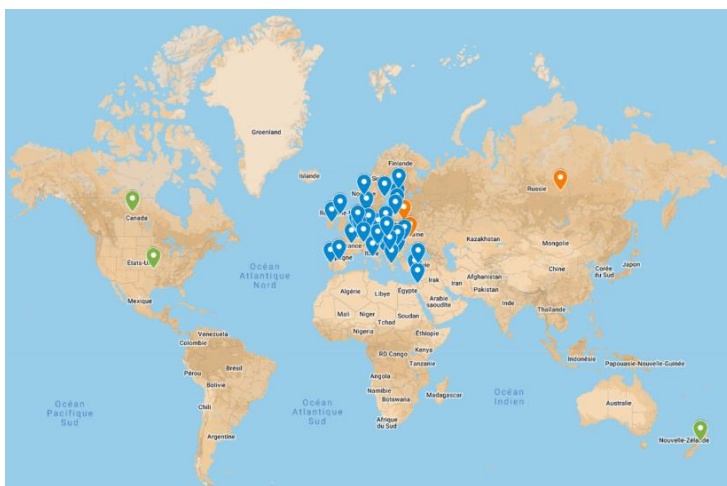 Groenland
Islande
Finlande
Russie
Canada
États-U
Océan
Atlantique
Nord
Mexique
Kazakhstan
Mongolie
Chine
Corée
du Sud
Japon
Afghanistan
Pakistan
Irak
Iran
Algérie
Libye
Égypte
Arabie
saoudite
Inde
Thaïlande
Mali
Niger
Tchad
Soudan
Nigeria
Éthiopie
Venezuela
Colombie
RD Congo
Kenya
Tanzanie
Indonésie
Papouasie-Nouvelle-Guinée
Pérou
Brésil
Bolivie
Angola
Namibie
Botswana
Madagascar
Océan
Pacifique
Sud
Chili
Océan
Atlantique
Sud
Océan
Indien
Australie
Afrique
du Sud
Argentine
Nouvelle-Zélande